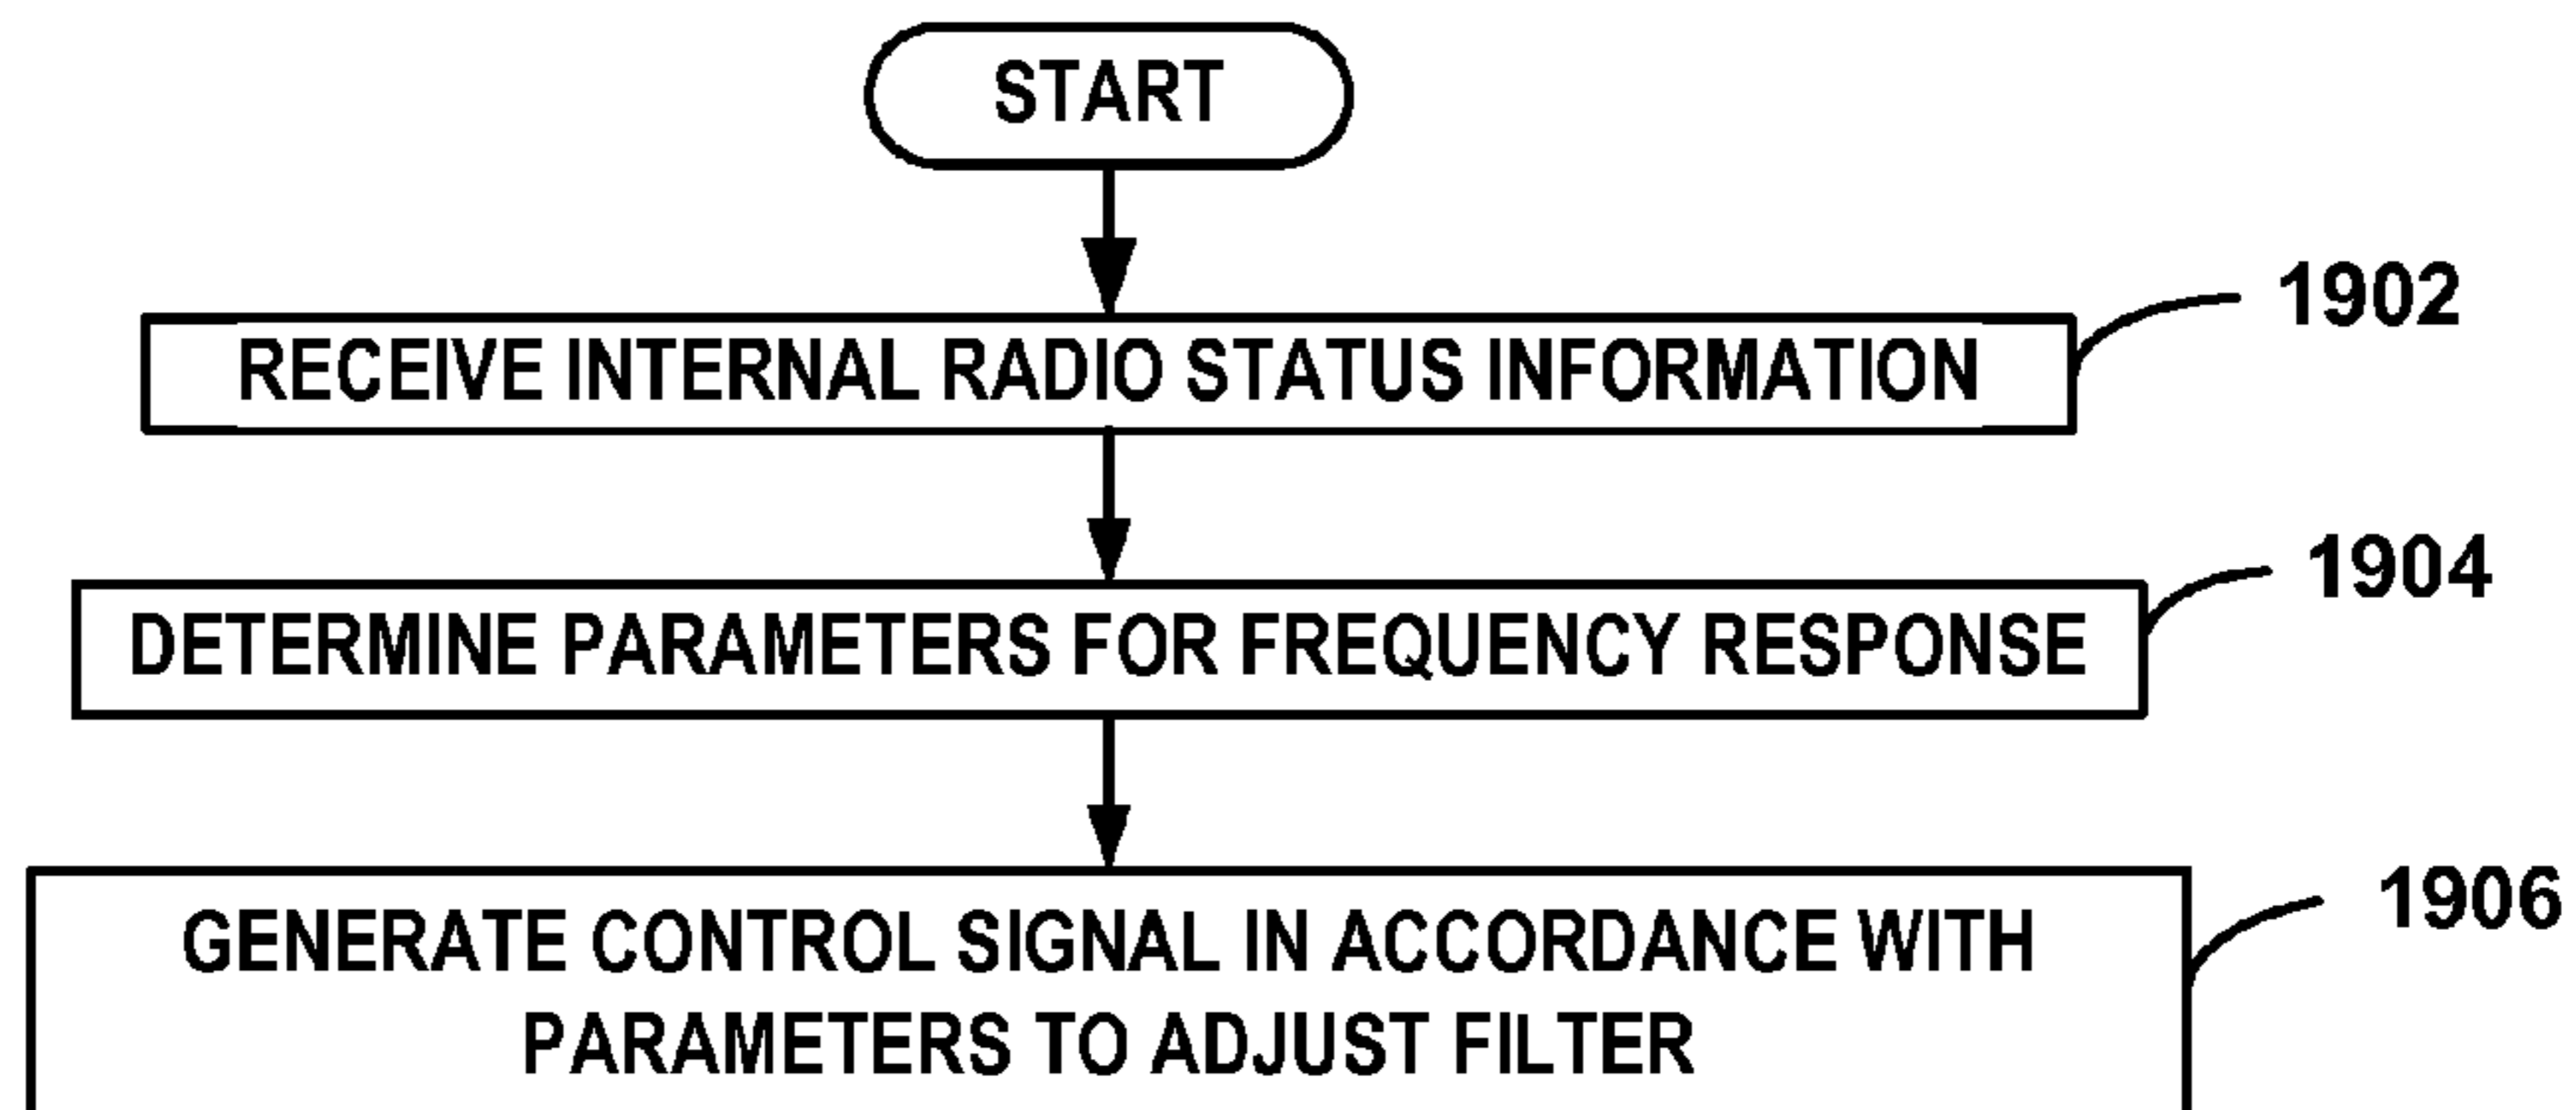 START
1902
RECEIVE INTERNAL RADIO STATUS INFORMATION
1904
DETERMINE PARAMETERS FOR FREQUENCY RESPONSE
1906
GENERATE CONTROL SIGNAL IN ACCORDANCE WITH
PARAMETERS TO ADJUST FILTER